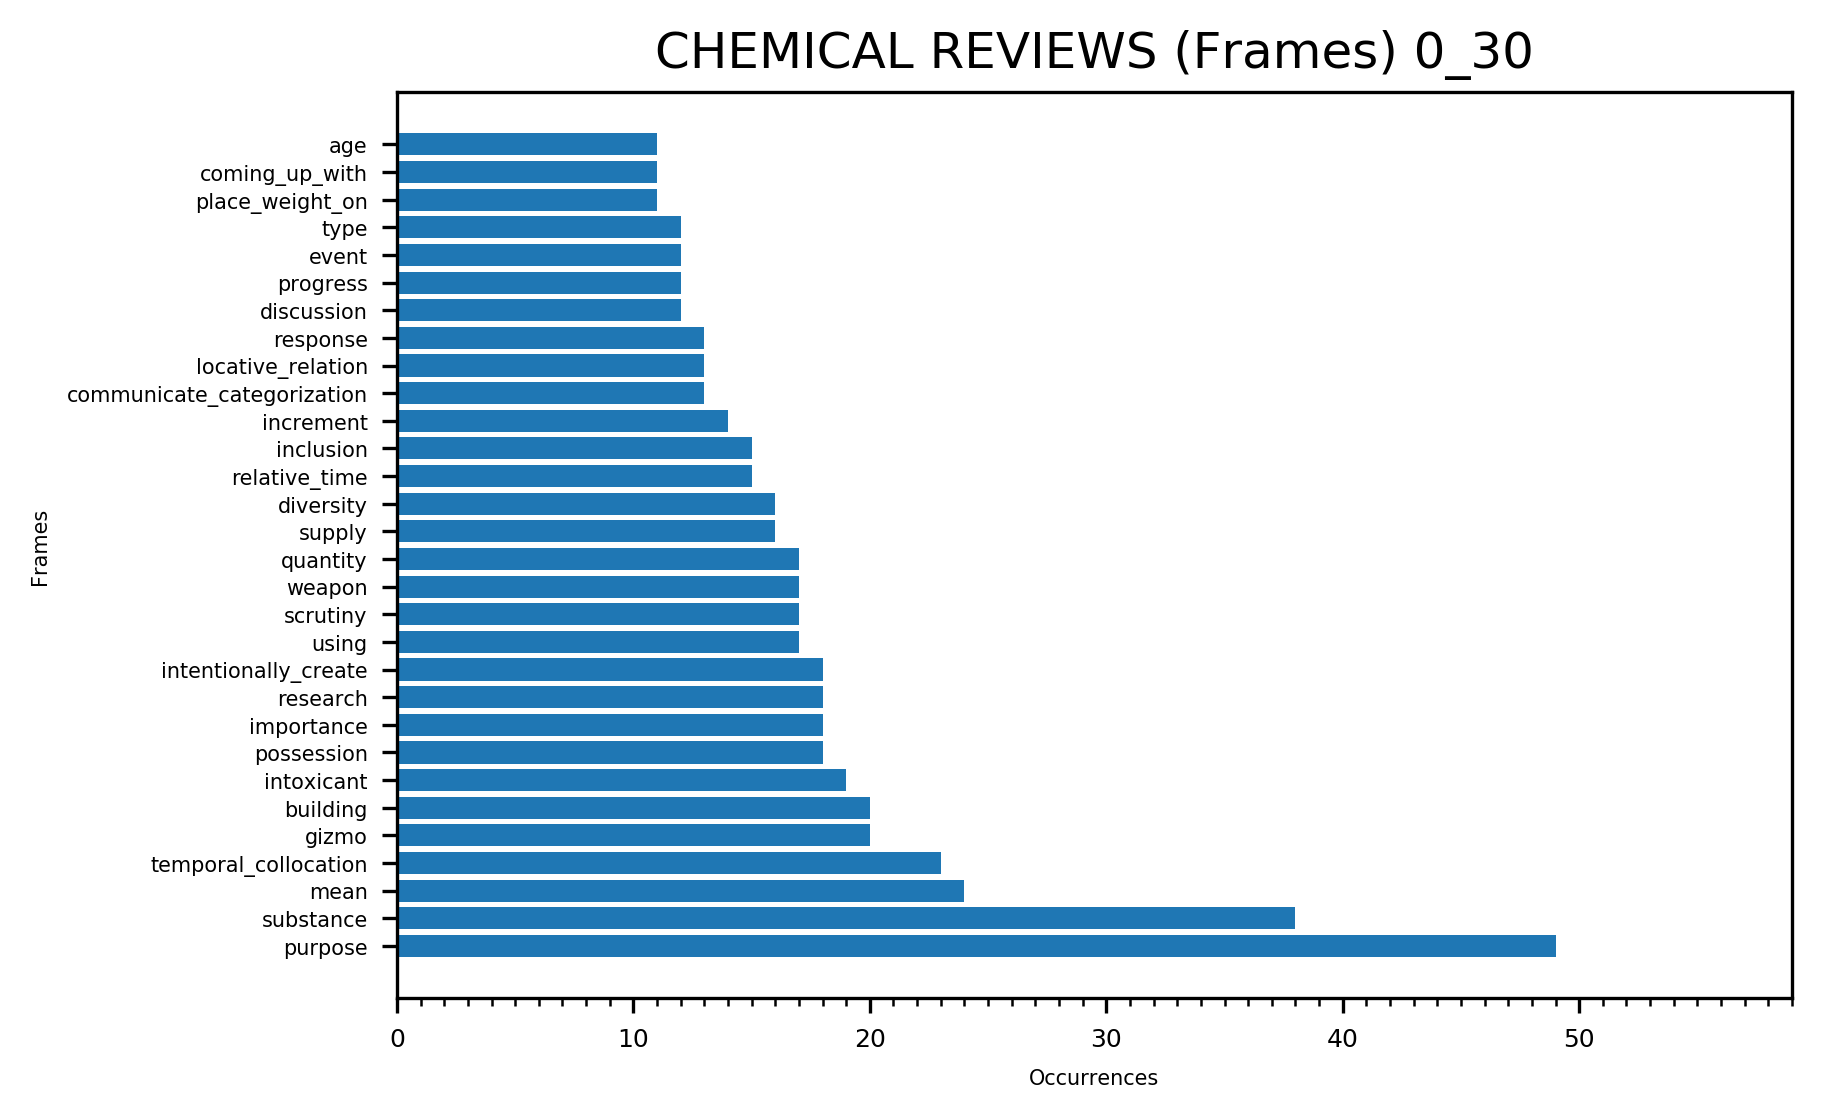 CHEMICAL REVIEWS (Frames) 0_30
age
coming_up_with
place_weight_on
type
event
progress
discussion
response
locative_relation
communicate_categorization
increment
inclusion
relative_time
diversity
supply
quantity
weapon
scrutiny
using
intentionally_create
research
importance
possession
intoxicant
building
gizmo
temporal_collocation
mean
substance
purpose
Frames
0 10 20 30 40 50
Occurrences